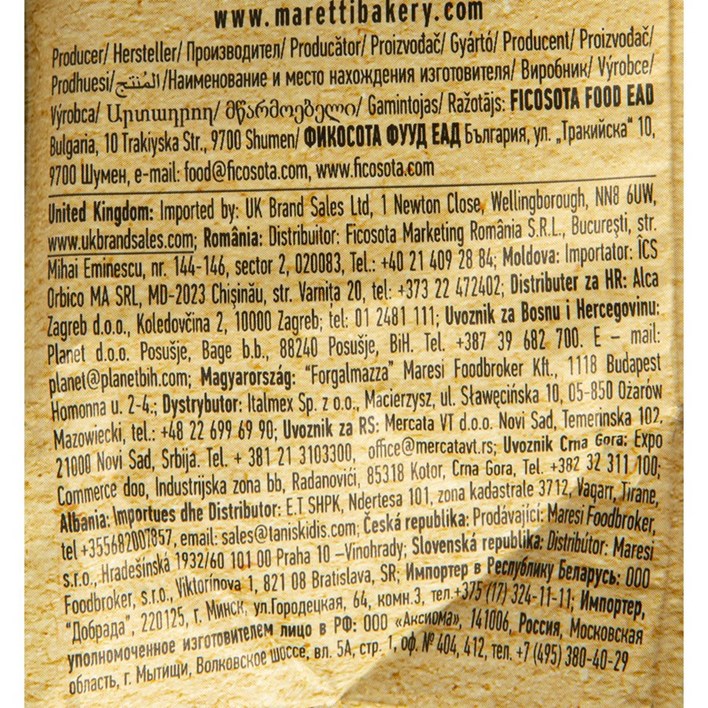 www.marettibakery.com
Producer/ Hersteller/ Производител/ Producător/ Proizvođač/ Gyártó/ Producent/ Proizvođač/
Prodhuesi/المُنتَج/Наименование и место нахождения изготовителя/ Виробник/ Výrobce/
Výrobca/ Արտադրող/ მწარმოებელი/ Gamintojas/ Ražotājs: FICOSOTA FOOD EAD
Bulgaria, 10 Trakiyska Str., 9700 Shumen/ ФИКОСОТА ФУУД ЕАД България, ул. „Тракийска" 10,
9700 Шумен, e-mail: food@ficosota.com, www.ficosota.com
United Kingdom: Imported by: UK Brand Sales Ltd, 1 Newton Close, Wellingborough, NN8 6UW,
www.ukbrandsales.com; România: Distribuitor: Ficosota Marketing România S.R.L., Bucureşti, str.
Mihai Eminescu, nr. 144-146, sector 2, 020083, Tel.: +40 21 409 28 84; Moldova: Importator: ÎCS
Orbico MA SRL, MD-2023 Chişinău, str. Varniţa 20, tel: +373 22 472402; Distributer za HR: Alca
Zagreb d.o.o., Koledovčina 2, 10000 Zagreb; tel: 01 2481 111; Uvoznik za Bosnu i Hercegovinu:
Planet d.o.o. Posušje, Bage b.b., 88240 Posušje, BiH. Tel. +387 39 682 700. E – mail:
planet@planetbih.com; Magyarország: "Forgalmazza" Maresi Foodbroker Kft., 1118 Budapest
Homonna u. 2-4.; Dystrybutor: Italmex Sp. z o.o., Macierzysz, ul. Sławęcińska 10, 05-850 Ożarów
Mazowiecki, tel.: +48 22 699 69 90; Uvoznik za RS: Mercata VT d.o.o. Novi Sad, Temerinska 102,
21000 Novi Sad, Srbija. Tel. + 381 21 3103300, office@mercatavt.rs; Uvoznik Crna Gora: Expo
Commerce doo, Industrijska zona bb, Radanovići, 85318 Kotor, Crna Gora, Tel. +382 32 311 100;
Albania: Importues dhe Distributor: E.T SHPK, Ndertesa 101, zona kadastrale 3712, Vaqarr, Tirane,
tel +355682007857, email: sales@taniskidis.com; Česká republika: Prodávající: Maresi Foodbroker,
s.r.o., Hradešínská 1932/60 101 00 Praha 10 –Vinohrady; Slovenská republika: Distribútor: Maresi
Foodbroker, s.r.o., Viktorínova 1, 821 08 Bratislava, SR; Импортер в Республику Беларусь: ООО
"Добрада", 220125, г. Минск, ул.Городецкая, 64, комн.3, тел.+375 (17) 324-11-11; Импортер,
уполномоченное изготовителем лицо в РФ: ООО «Аксиома», 141006, Россия, Московская
область, г. Мытищи, Волковское шоссе, вл. 5А, стр. 1, оф. № 404, 412, тел. +7 (495) 380-40-29